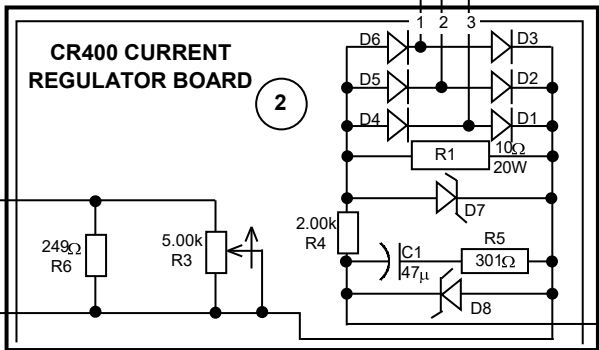 1 2 3
CR400 CURRENT
REGULATOR BOARD
2
D6 D3
D5 D2
D4 D1
R1 10Ω
20W
D7
2.00k
R4
249Ω
R6
5.00k
R3
C1
47μ
R5
301Ω
D8